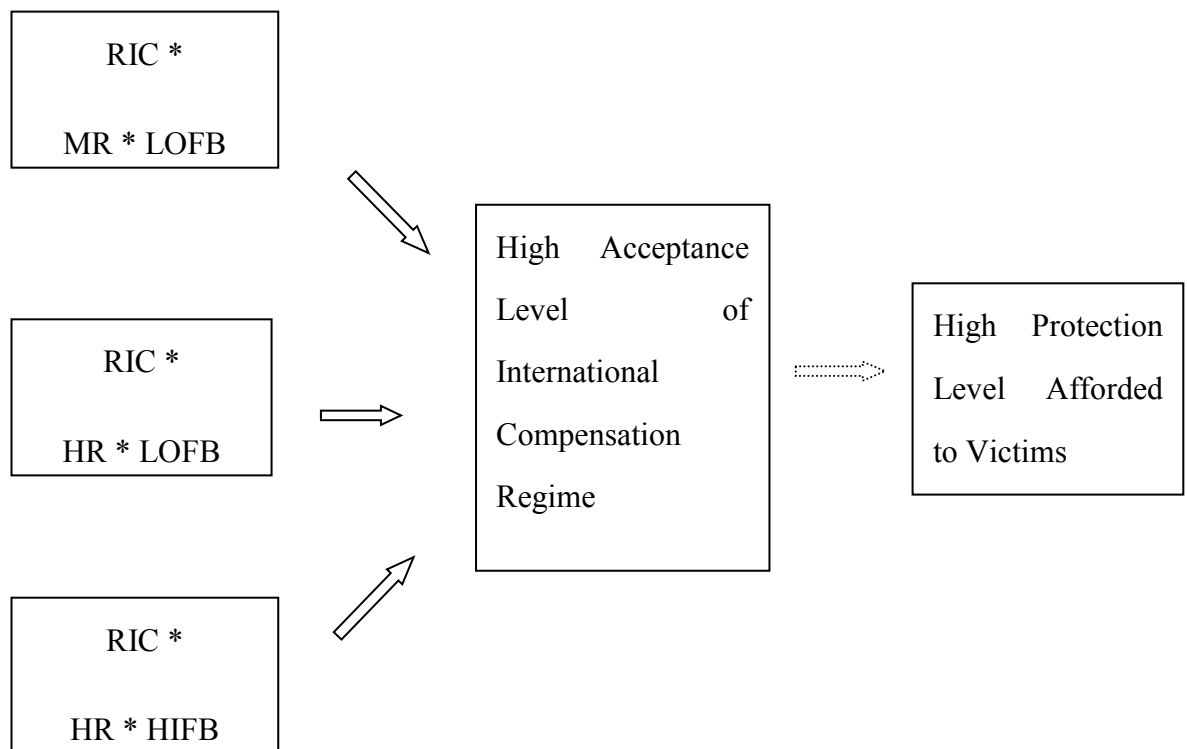 RIC *
MR * LOFB
RIC *
HR * LOFB
RIC *
HR * HIFB
High Acceptance
Level of
International
Compensation
Regime
High Protection
Level Afforded
to Victims